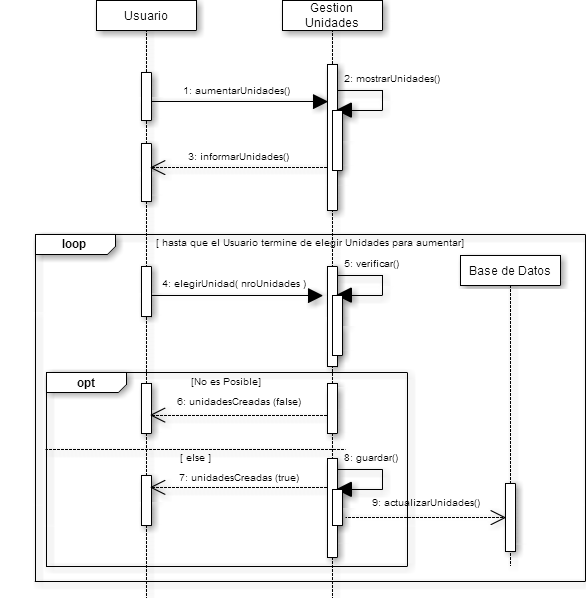 Usuario
Gestion
Unidades
2: mostrarUnidades()
1: aumentarUnidades()
3: informarUnidades()
loop
[ hasta que el Usuario termine de elegir Unidades para aumentar]
5: verificar()
Base de Datos
4: elegirUnidad( nroUnidades )
opt
[No es Posible]
6: unidadesCreadas (false)
[ else ]
8: guardar()
7: unidadesCreadas (true)
9: actualizarUnidades()